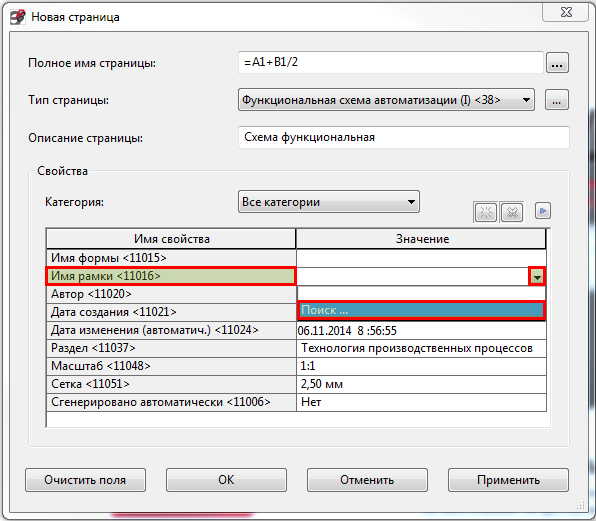 Новая страница
Полное имя страницы: =A1+B1/2 ...
Тип страницы: Функциональная схема автоматизации (I) <38> ...
Описание страницы: Схема функциональная
Свойства
Категория: Все категории
Имя свойства Значение
Имя формы <11015>
Имя рамки <11016>
Автор <11020>
Дата создания <11021> Поиск ...
Дата изменения (автоматич.) <11024> 06.11.2014 8 :56:55
Раздел <11037> Технология производственных процессов
Масштаб <11048> 1:1
Сетка <11051> 2,50 мм
Сгенерировано автоматически <11006> Нет
Очистить поля OK Отменить Применить